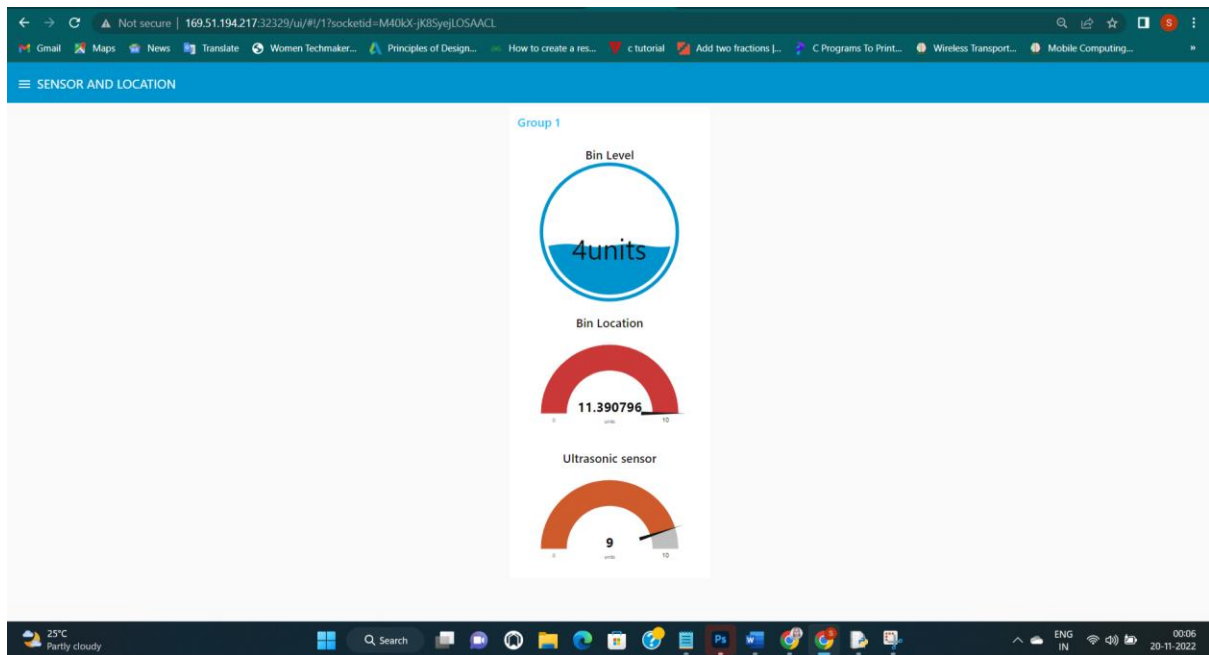 Not secure | 169.51.194.217:32329/ui/#!/1?socketid=M40kX-jK8SyejLOSAACL
S
Gmail Maps News Translate Women Techmaker... Principles of Design... How to create a res... c tutorial Add two fractions |... C Programs To Print... Wireless Transport... Mobile Computing... »
SENSOR AND LOCATION
Group 1
Bin Level
4units
Bin Location
11.390796
0 units 10
Ultrasonic sensor
9
0 units 10
25°C
Partly cloudy
Search
Ps
ENG
IN
00:06
20-11-2022